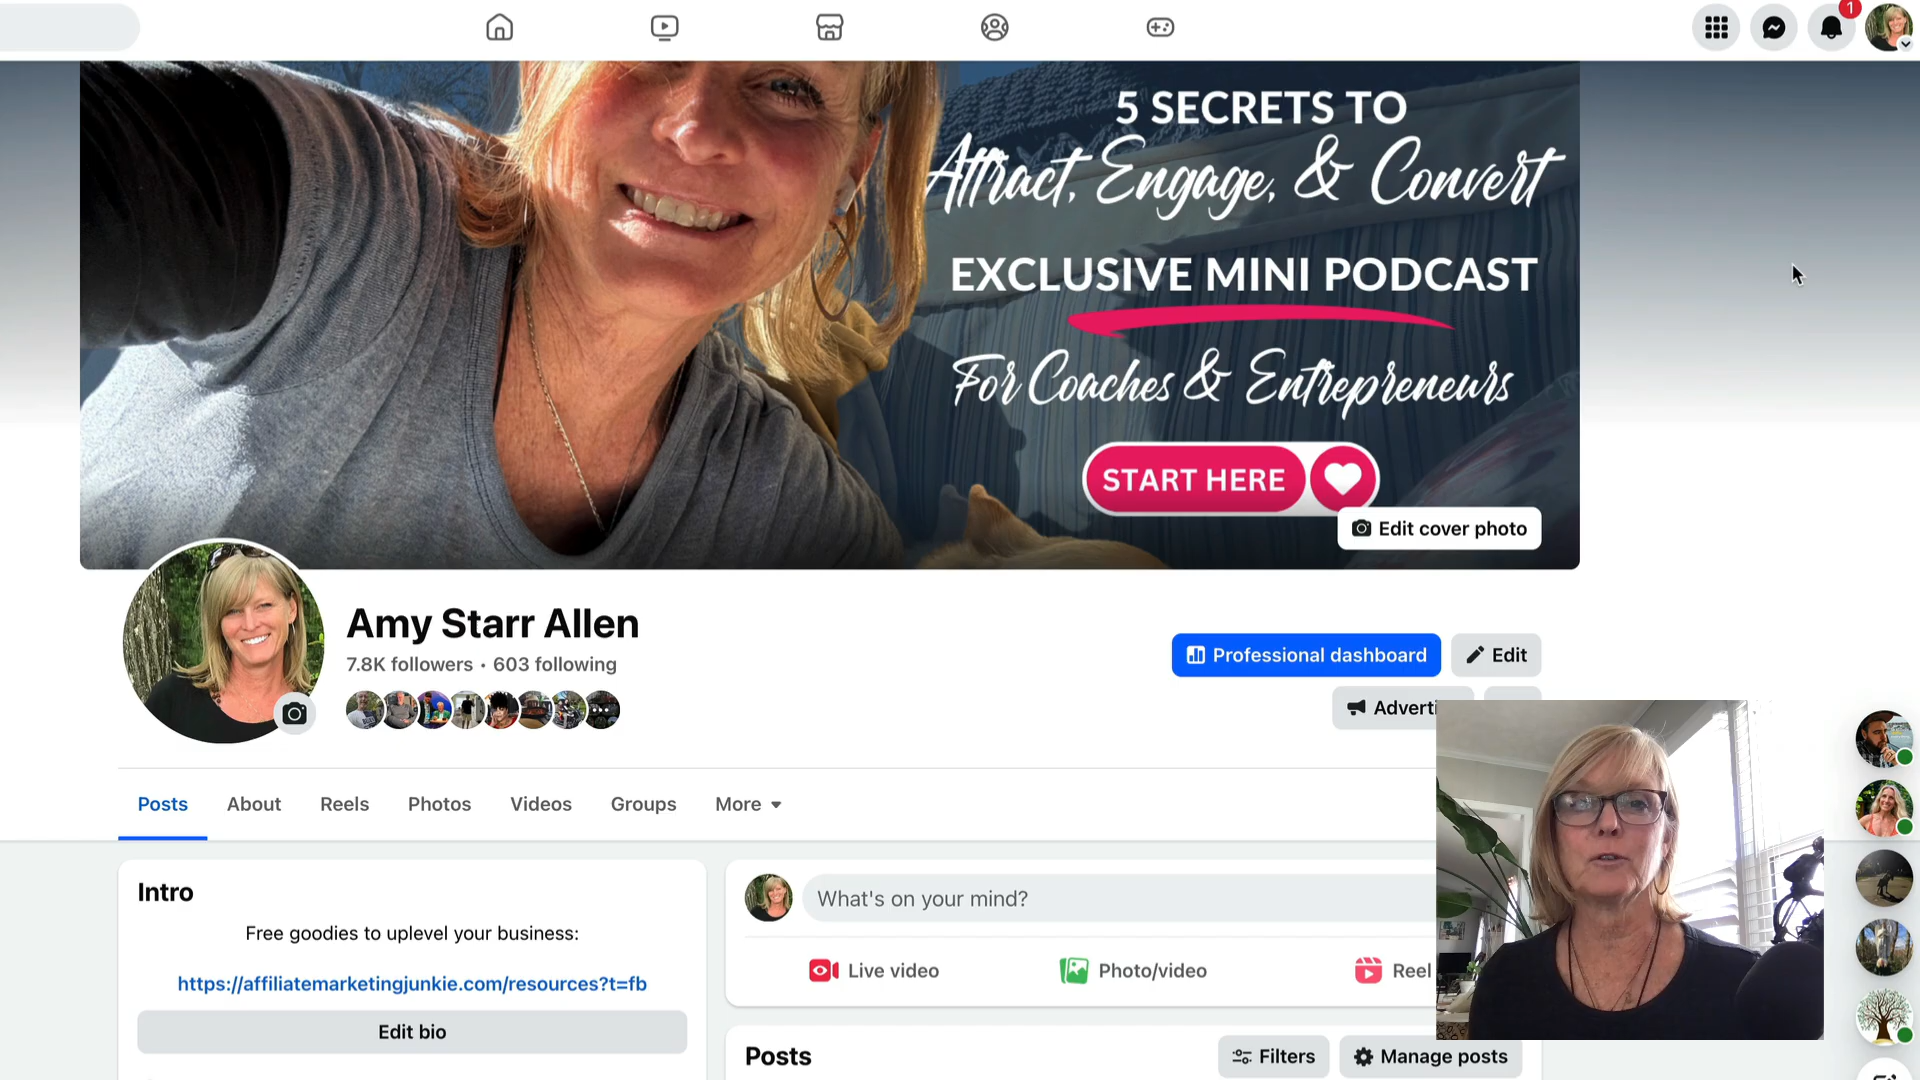 1
5 SECRETS TO
Attract, Engage, & Convert
EXCLUSIVE MINI PODCAST
For Coaches & Entrepreneurs
START HERE
Edit cover photo
Amy Starr Allen
7.8K followers • 603 following
Professional dashboard
Edit
Adverti
Posts
About
Reels
Photos
Videos
Groups
More
Intro
Free goodies to uplevel your business:
https://affiliatemarketingjunkie.com/resources?t=fb
Edit bio
What's on your mind?
Live video
Photo/video
Reel
Posts
Filters
Manage posts